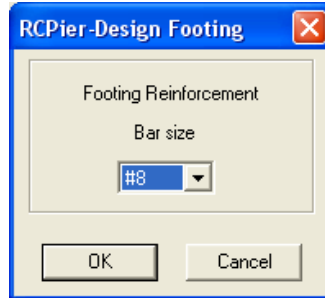 RCPier-Design Footing
Footing Reinforcement
Bar size
#8
OK Cancel